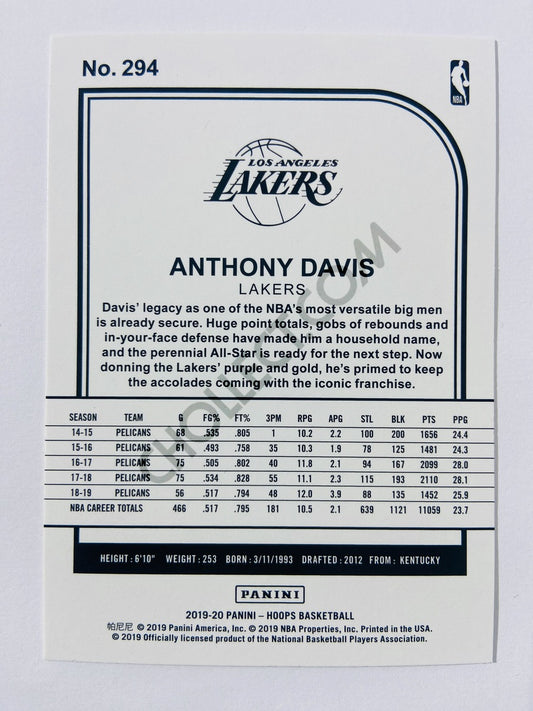 No. 294
NBA
LOS ANGELES
LAKERS
ANTHONY DAVIS
LAKERS
Davis' legacy as one of the NBA's most versatile big men
is already secure. Huge point totals, gobs of rebounds and
in-your-face defense have made him a household name,
and the perennial All-Star is ready for the next step. Now
donning the Lakers' purple and gold, he's primed to keep
the accolades coming with the iconic franchise.
SEASON TEAM G FG% FT% 3PM RPG APG STL BLK PTS PPG
14-15 PELICANS 68 .535 .805 1 10.2 2.2 100 200 1656 24.4
15-16 PELICANS 61 .493 .758 35 10.3 1.9 78 125 1481 24.3
16-17 PELICANS 75 .505 .802 40 11.8 2.1 94 167 2099 28.0
17-18 PELICANS 75 .534 .828 55 11.1 2.3 115 193 2110 28.1
18-19 PELICANS 56 .517 .794 48 12.0 3.9 88 135 1452 25.9
NBA CAREER TOTALS 466 .517 .795 181 10.5 2.1 639 1121 11059 23.7
HEIGHT: 6'10" WEIGHT: 253 BORN: 3/11/1993 DRAFTED: 2012 FROM: KENTUCKY
PANINI
2019-20 PANINI – HOOPS BASKETBALL
帕尼尼 © 2019 Panini America, Inc. © 2019 NBA Properties, Inc. Printed in the USA.
© 2019 Officially licensed product of the National Basketball Players Association.
CHOLLECT.COM